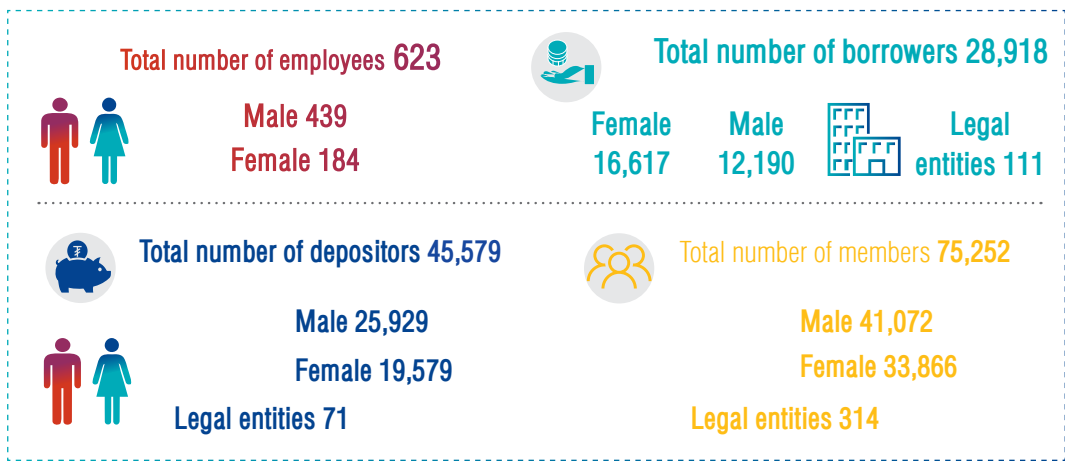 Total number of employees 623
Male 439
Female 184
Total number of borrowers 28,918
Female
16,617
Male
12,190
Legal
entities 111
₮
Total number of depositors 45,579
Male 25,929
Female 19,579
Legal entities 71
Total number of members 75,252
Male 41,072
Female 33,866
Legal entities 314